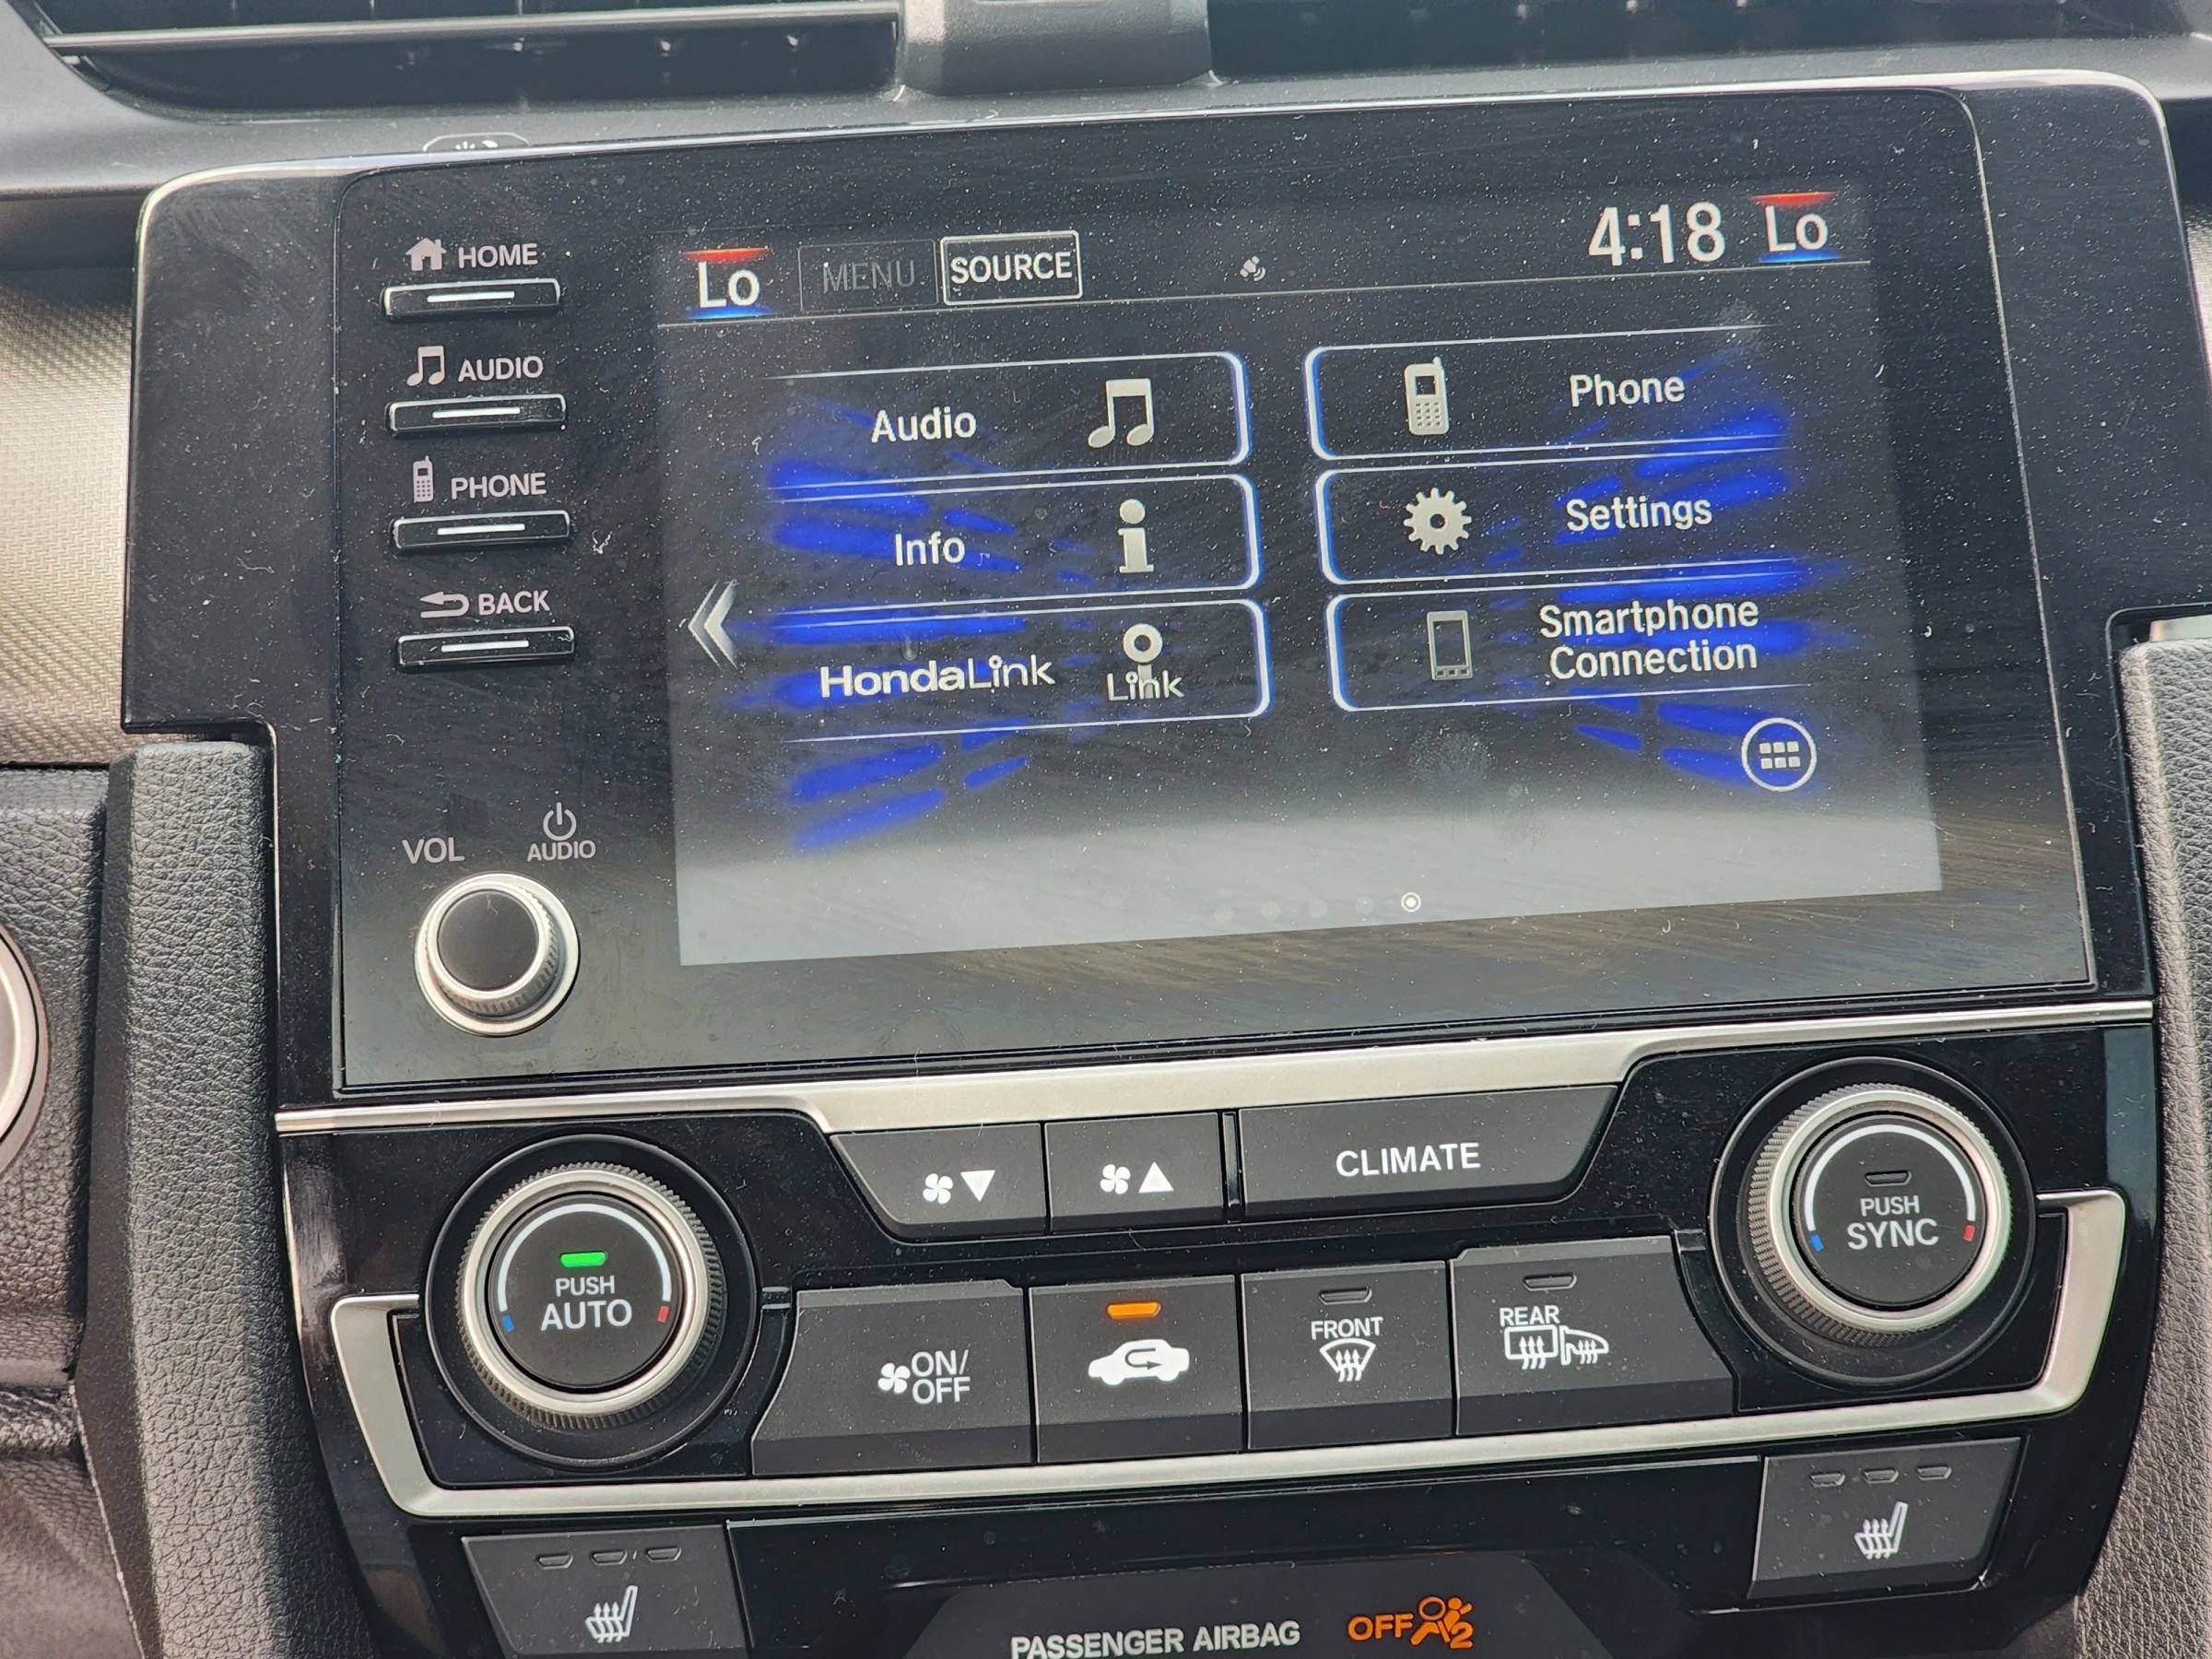 HOME
AUDIO
PHONE
BACK
VOL
AUDIO
Lo
MENU
SOURCE
4:18
Lo
Audio
Phone
Info
Settings
HondaLink
Link
Smartphone
Connection
CLIMATE
PUSH
AUTO
PUSH
SYNC
ON/
OFF
FRONT
REAR
PASSENGER AIRBAG
OFF
2